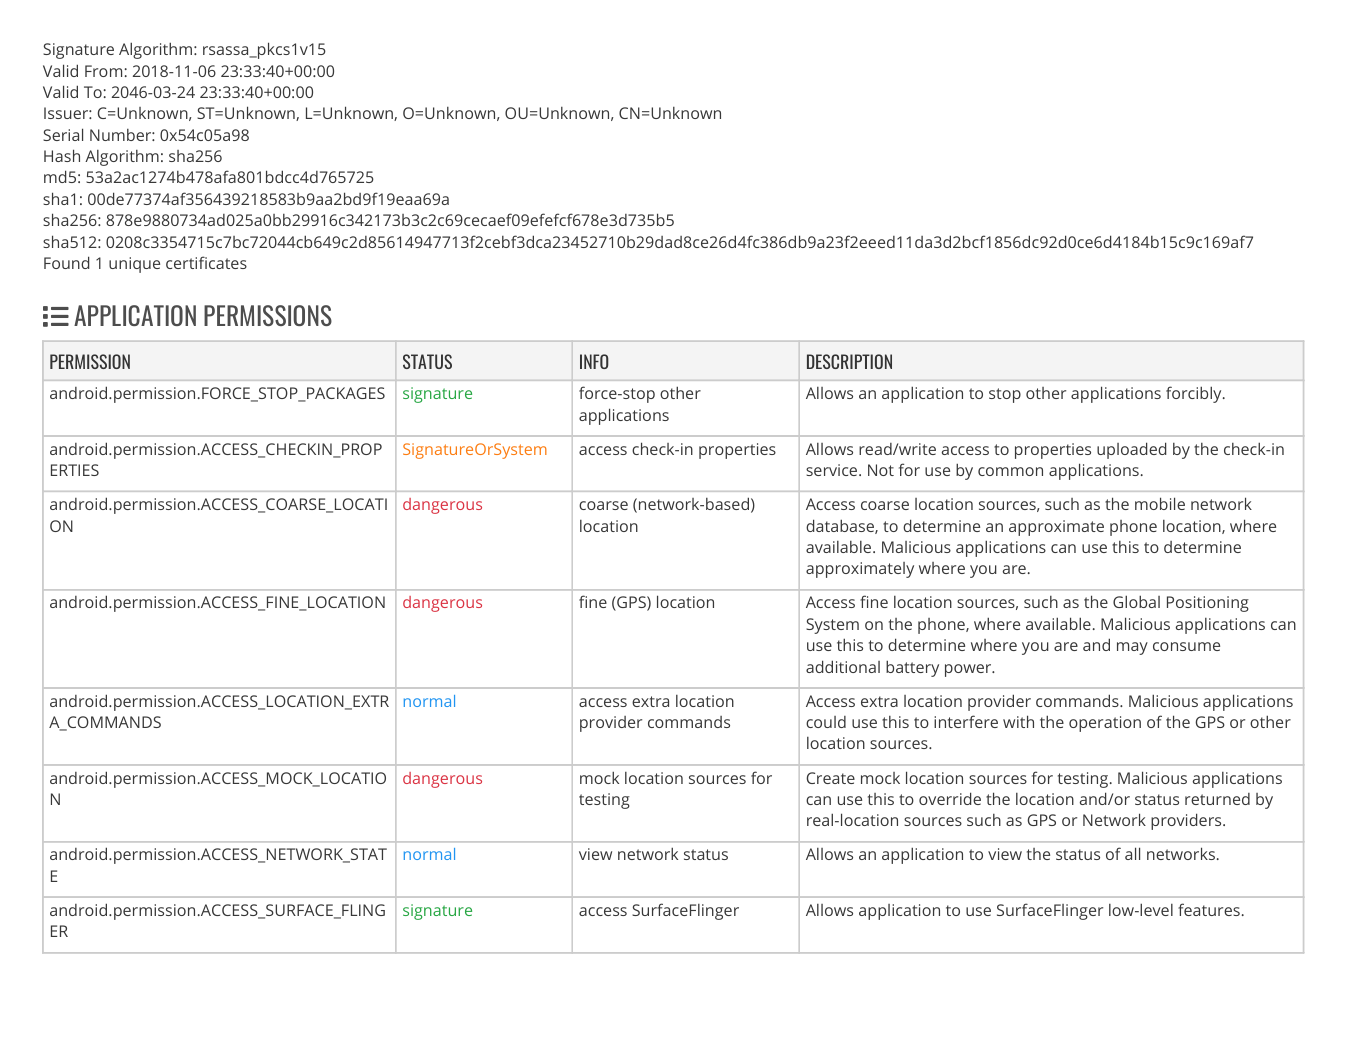 Signature Algorithm: rsassa_pkcs1v15
Valid From: 2018-11-06 23:33:40+00:00
Valid To: 2046-03-24 23:33:40+00:00
Issuer: C=Unknown, ST=Unknown, L=Unknown, O=Unknown, OU=Unknown, CN=Unknown
Serial Number: 0x54c05a98
Hash Algorithm: sha256
md5: 53a2ac1274b478afa801bdcc4d765725
sha1: 00de77374af356439218583b9aa2bd9f19eaa69a
sha256: 878e9880734ad025a0bb29916c342173b3c2c69cecaef09efefcf678e3d735b5
sha512: 0208c3354715c7bc72044cb649c2d85614947713f2cebf3dca23452710b29dad8ce26d4fc386db9a23f2eeed11da3d2bcf1856dc92d0ce6d4184b15c9c169af7
Found 1 unique certificates
APPLICATION PERMISSIONS
PERMISSION STATUS INFO DESCRIPTION
android.permission.FORCE_STOP_PACKAGES signature force-stop other Allows an application to stop other applications forcibly.
applications
android.permission.ACCESS_CHECKIN_PROP SignatureOrSystem access check-in properties Allows read/write access to properties uploaded by the check-in
ERTIES service. Not for use by common applications.
android.permission.ACCESS_COARSE_LOCATI dangerous coarse (network-based) Access coarse location sources, such as the mobile network
ON location database, to determine an approximate phone location, where
available. Malicious applications can use this to determine
approximately where you are.
android.permission.ACCESS_FINE_LOCATION dangerous fine (GPS) location Access fine location sources, such as the Global Positioning
System on the phone, where available. Malicious applications can
use this to determine where you are and may consume
additional battery power.
android.permission.ACCESS_LOCATION_EXTR normal access extra location Access extra location provider commands. Malicious applications
A_COMMANDS provider commands could use this to interfere with the operation of the GPS or other
location sources.
android.permission.ACCESS_MOCK_LOCATIO dangerous mock location sources for Create mock location sources for testing. Malicious applications
N testing can use this to override the location and/or status returned by
real-location sources such as GPS or Network providers.
android.permission.ACCESS_NETWORK_STAT normal view network status Allows an application to view the status of all networks.
E
android.permission.ACCESS_SURFACE_FLING signature access SurfaceFlinger Allows application to use SurfaceFlinger low-level features.
ER